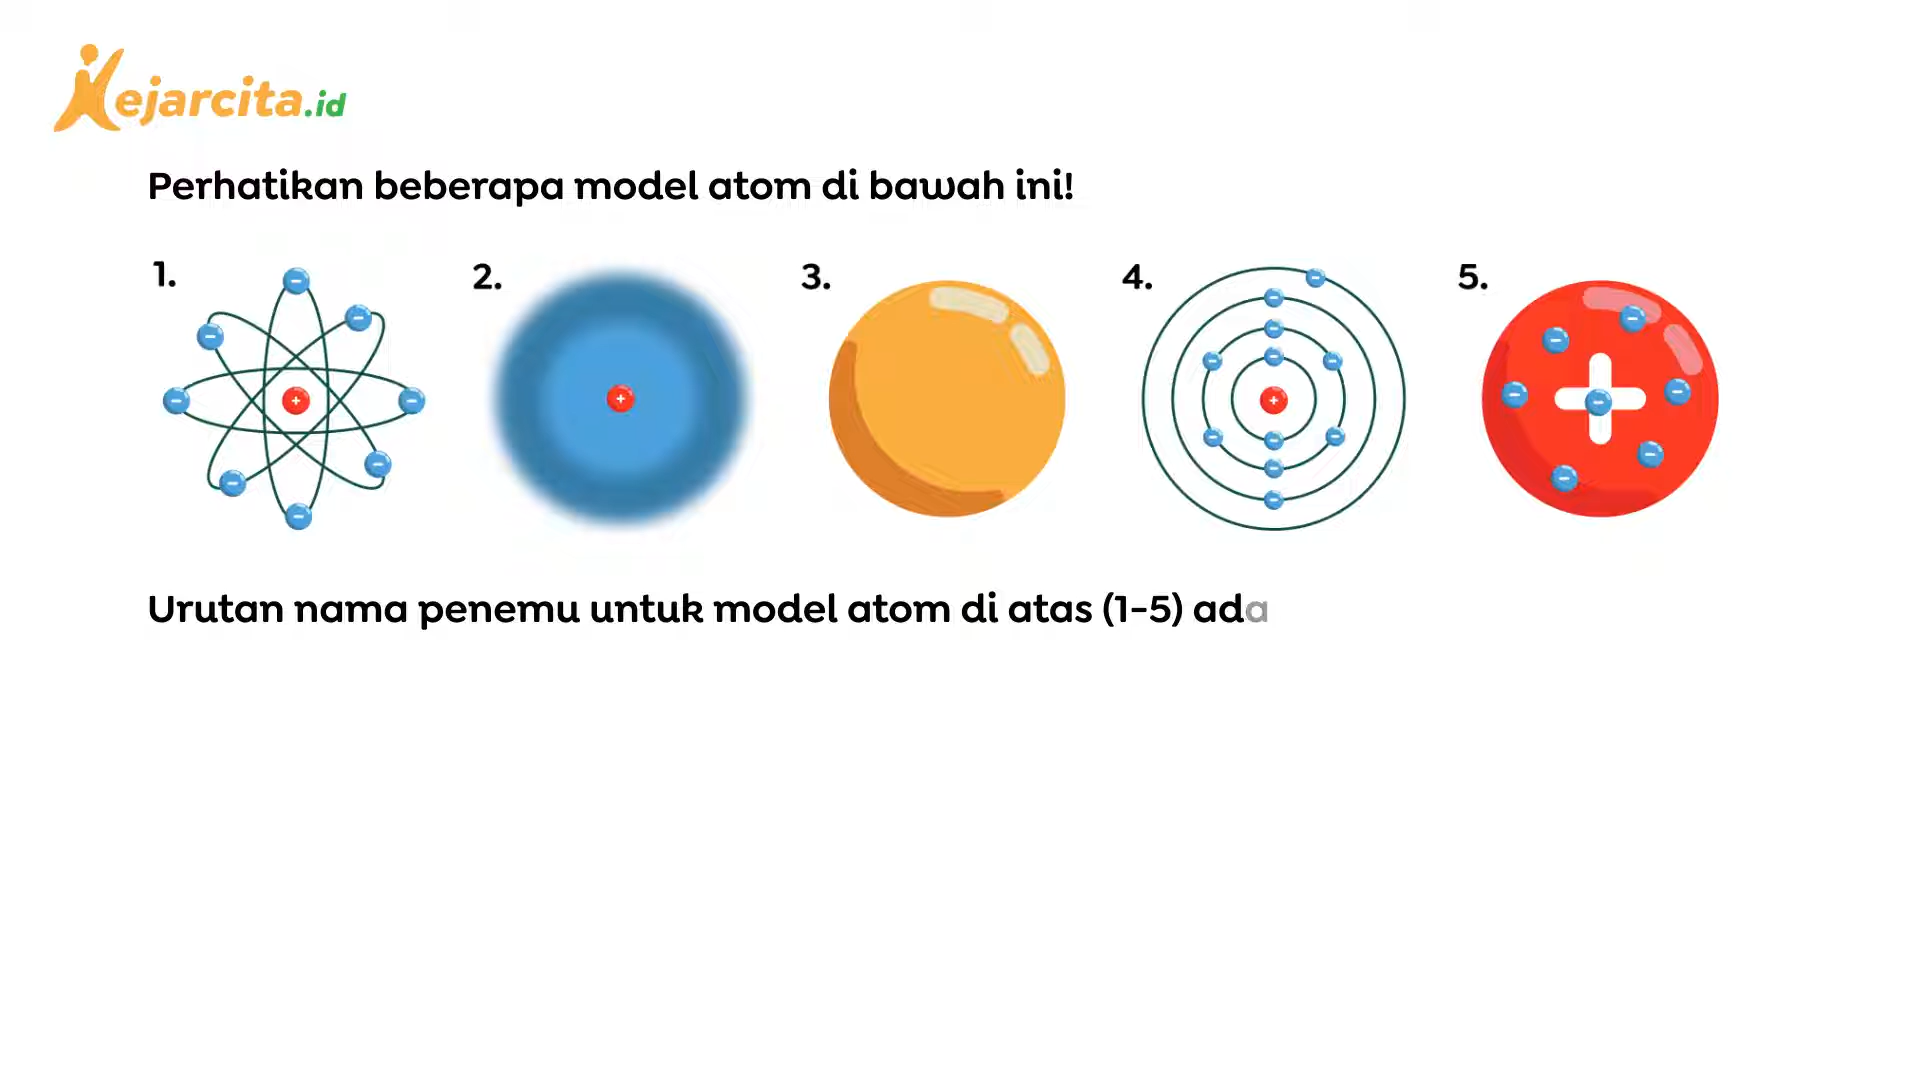 Kejarcita.id
Perhatikan beberapa model atom di bawah ini!
1. 2. 3. 4. 5.
Urutan nama penemu untuk model atom di atas (1-5) ada